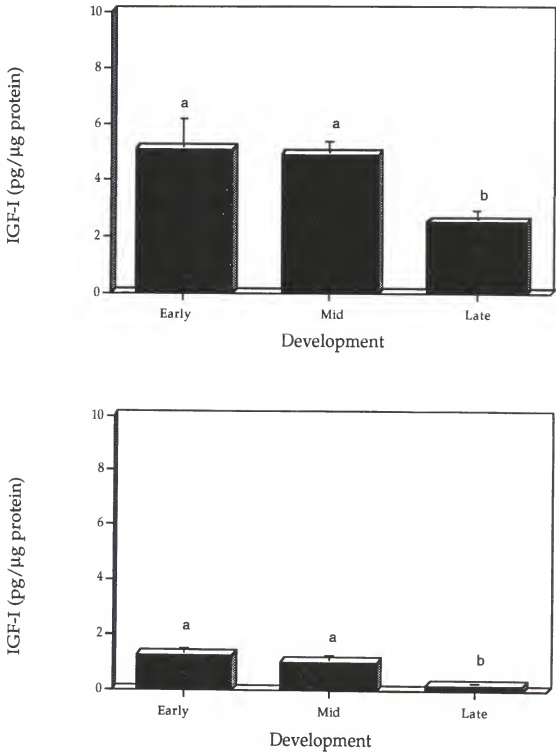 10
8
6
4
2
0
IGF-I (pg/µg protein)
a
a
b
Early Mid Late
Development
10
8
6
4
2
0
IGF-I (pg/µg protein)
a
a
b
Early Mid Late
Development